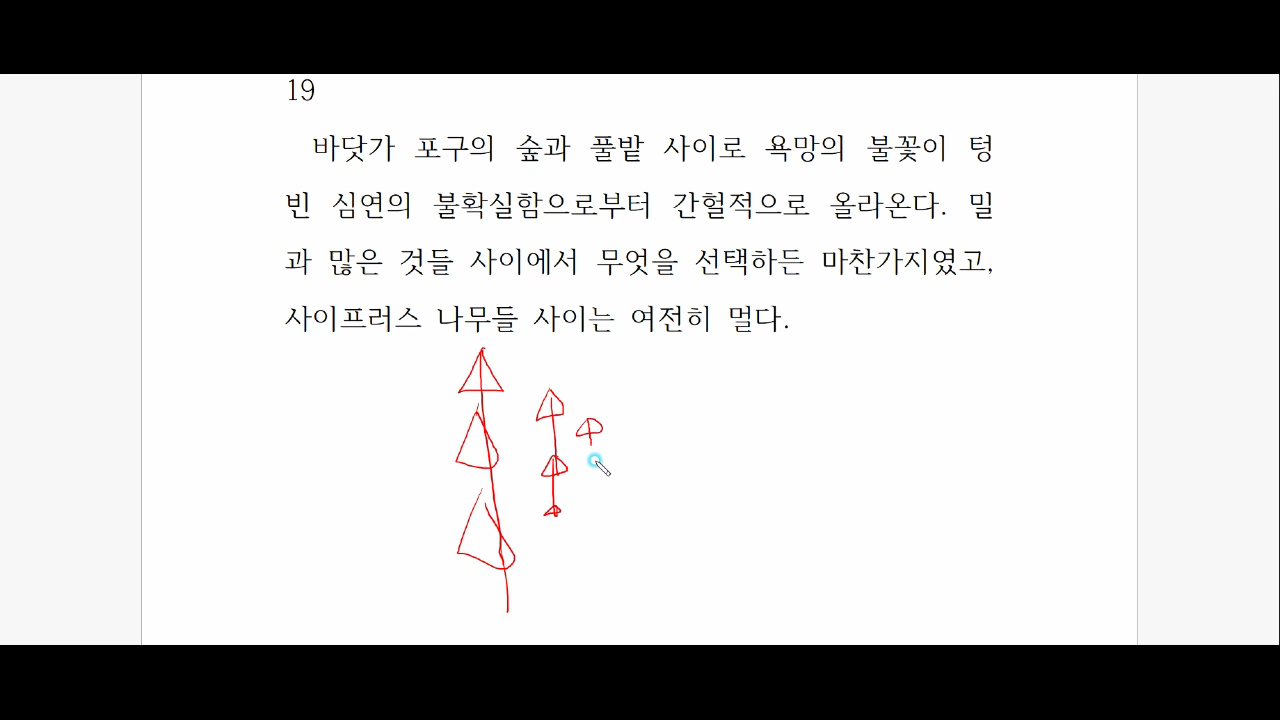 19
바닷가 포구의 숲과 풀밭 사이로 욕망의 불꽃이 텅
빈 심연의 불확실함으로부터 간헐적으로 올라온다. 밀
과 많은 것들 사이에서 무엇을 선택하든 마찬가지였고,
사이프러스 나무들 사이는 여전히 멀다.